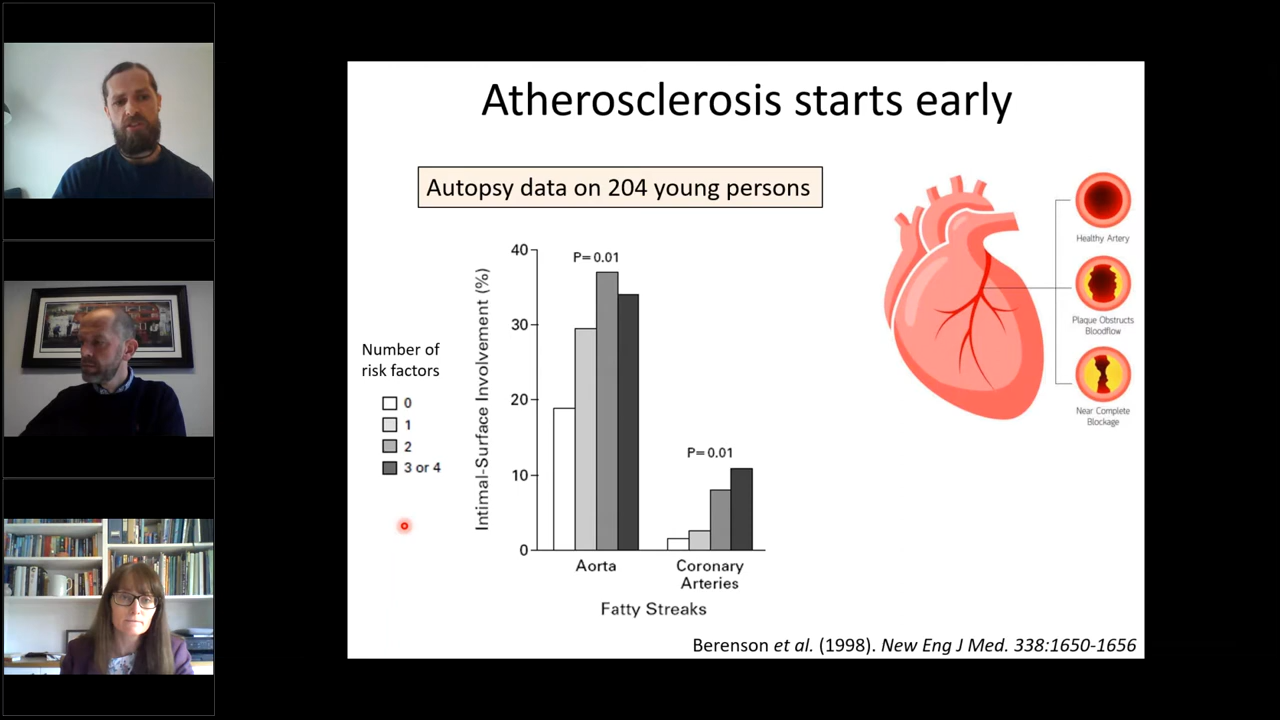 Atherosclerosis starts early
Autopsy data on 204 young persons
Number of
risk factors
0
1
2
3 or 4
Intimal-Surface Involvement (%)
40
30
20
10
0
P=0.01
P=0.01
Aorta
Coronary
Arteries
Fatty Streaks
Healthy Artery
Plaque Obstructs
Bloodflow
Near Complete
Blockage
Berenson et al. (1998). New Eng J Med. 338:1650-1656